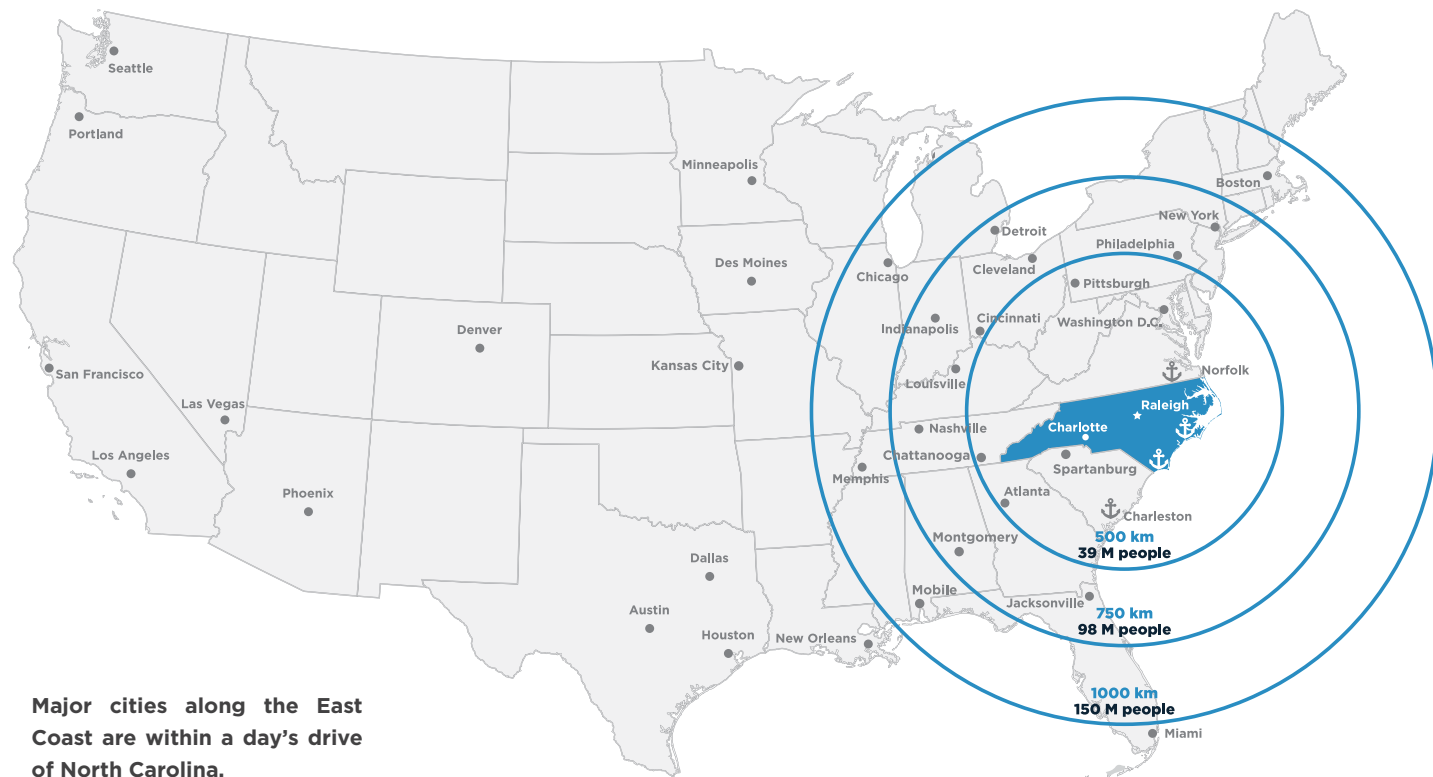 Seattle
Portland
Minneapolis
Boston
New York
Detroit
Philadelphia
Des Moines
Cleveland
Chicago
Pittsburgh
Cincinnati
Washington D.C.
Indianapolis
Denver
Kansas City
San Francisco
Norfolk
Louisville
Las Vegas
Raleigh
Charlotte
Nashville
Los Angeles
Chattanooga
Spartanburg
Memphis
Phoenix
Atlanta
Charleston
Montgomery
500 km
39 M people
Dallas
Mobile
Jacksonville
Austin
750 km
98 M people
Houston
New Orleans
1000 km
150 M people
Miami
Major cities along the East
Coast are within a day’s drive
of North Carolina.